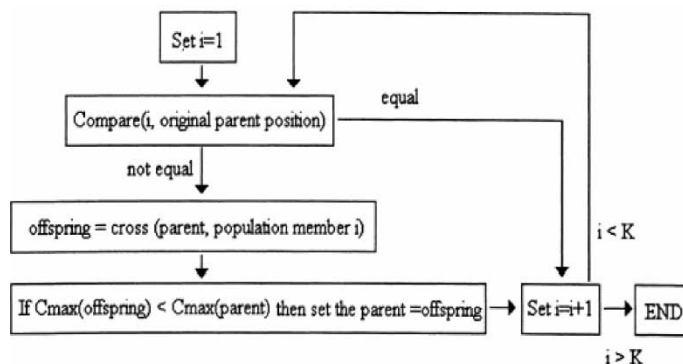 Set i=1
equal
Compare(i, original parent position)
not equal
offspring = cross (parent, population member i)
i < K
If Cmax(offspring) < Cmax(parent) then set the parent =offspring
Set i=i+1
END
i > K